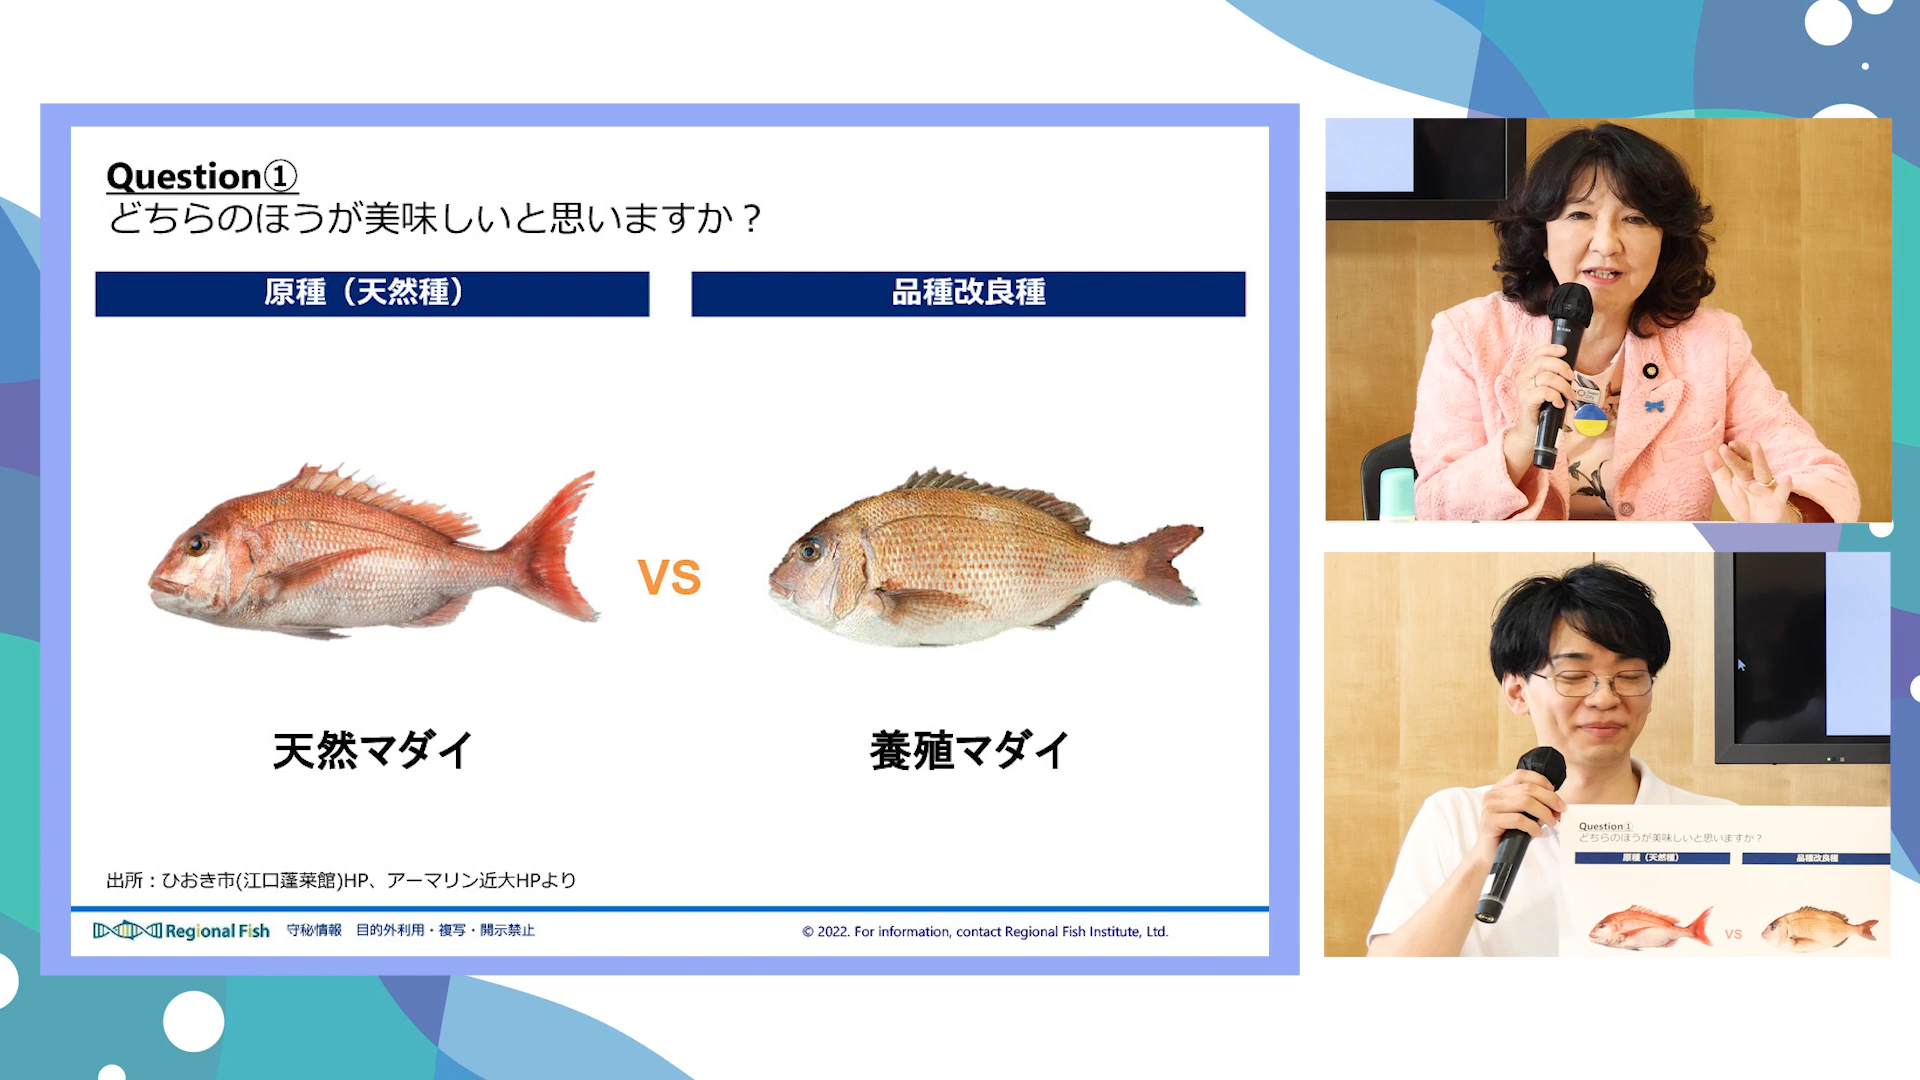 Question①
どちらのほうが美味しいと思いますか？
原種（天然種）
品種改良種
VS
天然マダイ
養殖マダイ
出所：ひおき市(江口蓬莱館)HP、アーマリン近大HPより
Regional Fish 守秘情報 目的外利用・複写・開示禁止
© 2022. For information, contact Regional Fish Institute, Ltd.
Question①
どちらのほうが美味しいと思いますか？
原種（天然種）
品種改良種
VS